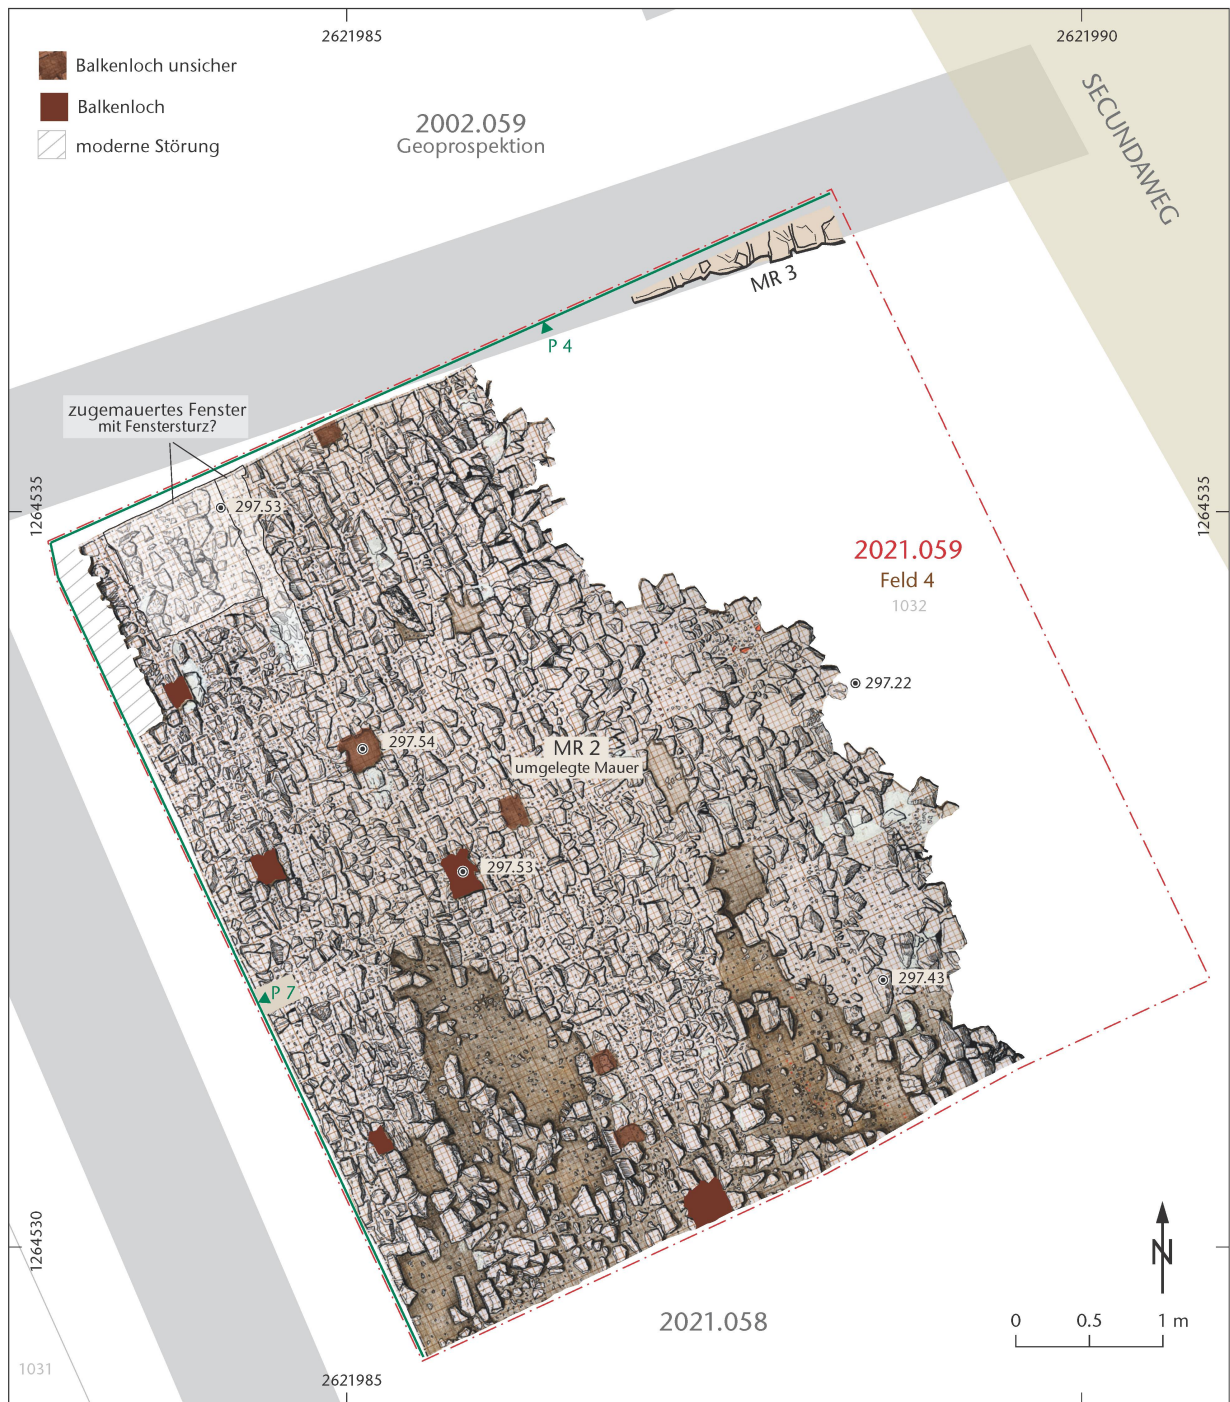 2621985
2621990
Balkenloch unsicher
Balkenloch
moderne Störung
2002.059
Geoprospektion
SECUNDAWEG
MR 3
P 4
zugemauertes Fenster
mit Fenstersturz?
297.53
1264535
1264535
2021.059
Feld 4
1032
297.22
297.54
MR 2
umgelegte Mauer
297.53
297.43
P 7
1264530
N
2021.058
0 0.5 1 m
1031
2621985